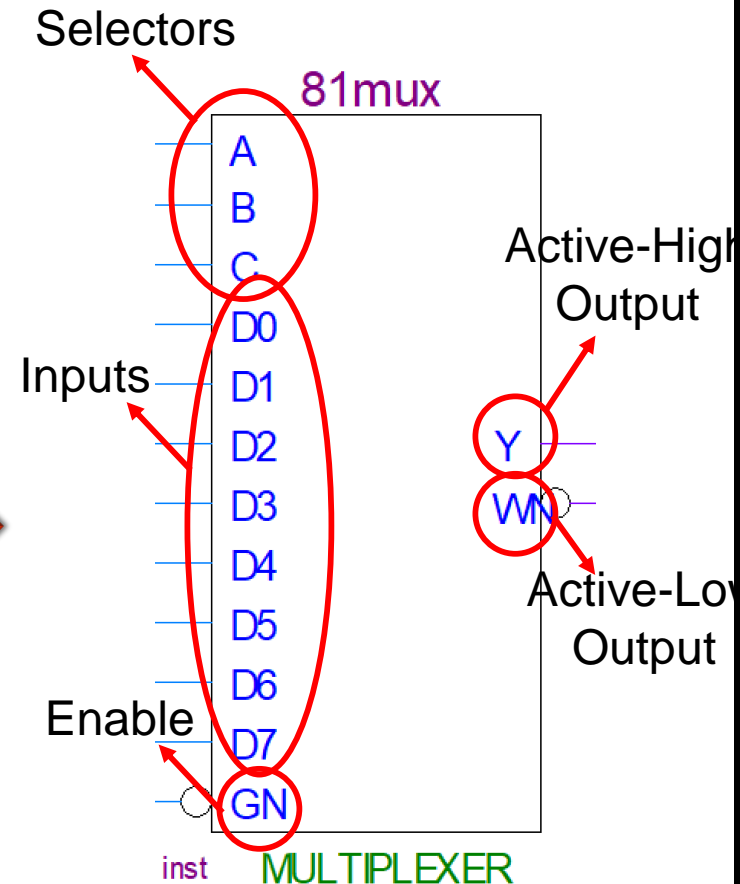 Selectors
81mux
A
B
C
Active-High
Output
D0
Inputs
D1
D2
Y
D3
WN
D4
Active-Low
Output
D5
D6
Enable
D7
GN
inst
MULTIPLEXER